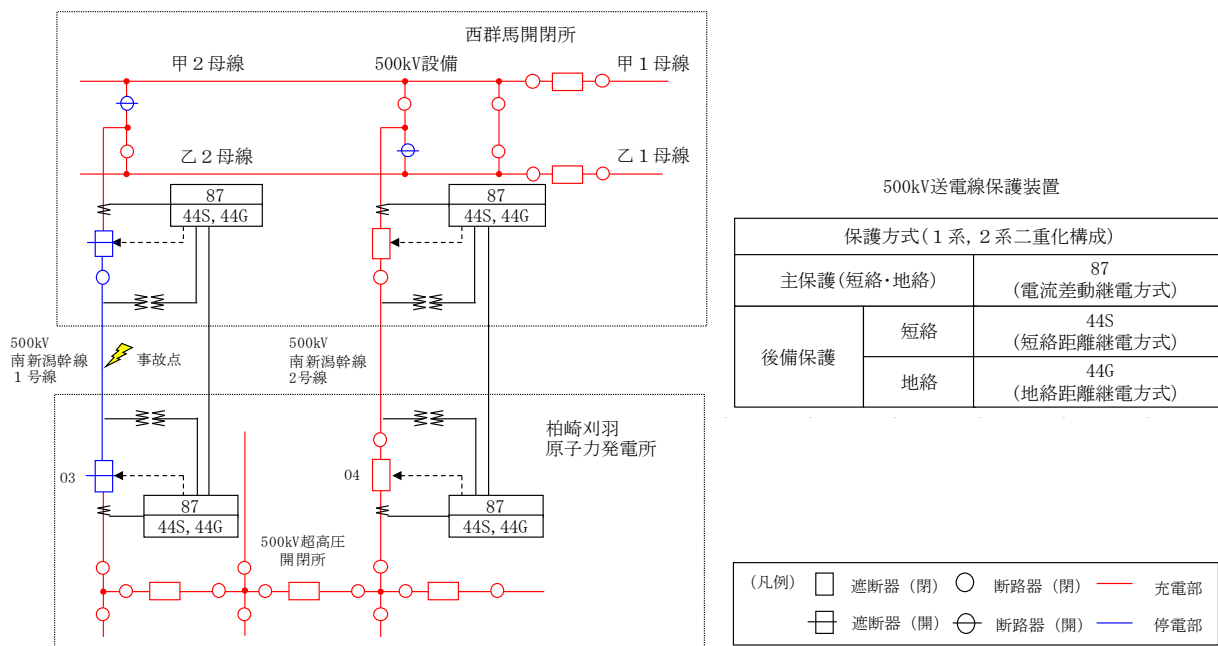 西群馬開閉所
甲２母線
500kV設備
甲１母線
乙２母線
乙１母線
87
44S, 44G
87
44S, 44G
500kV
南新潟幹線
１号線
事故点
500kV
南新潟幹線
2号線
柏崎刈羽
原子力発電所
03
04
87
44S, 44G
87
44S, 44G
500kV超高圧
開閉所
500kV送電線保護装置
保護方式(１系, ２系二重化構成)
主保護(短絡・地絡)
87
(電流差動継電方式)
後備保護
短絡
44S
(短絡距離継電方式)
地絡
44G
(地絡距離継電方式)
(凡例)
遮断器（閉）
断路器（閉）
充電部
遮断器（開）
断路器（開）
停電部